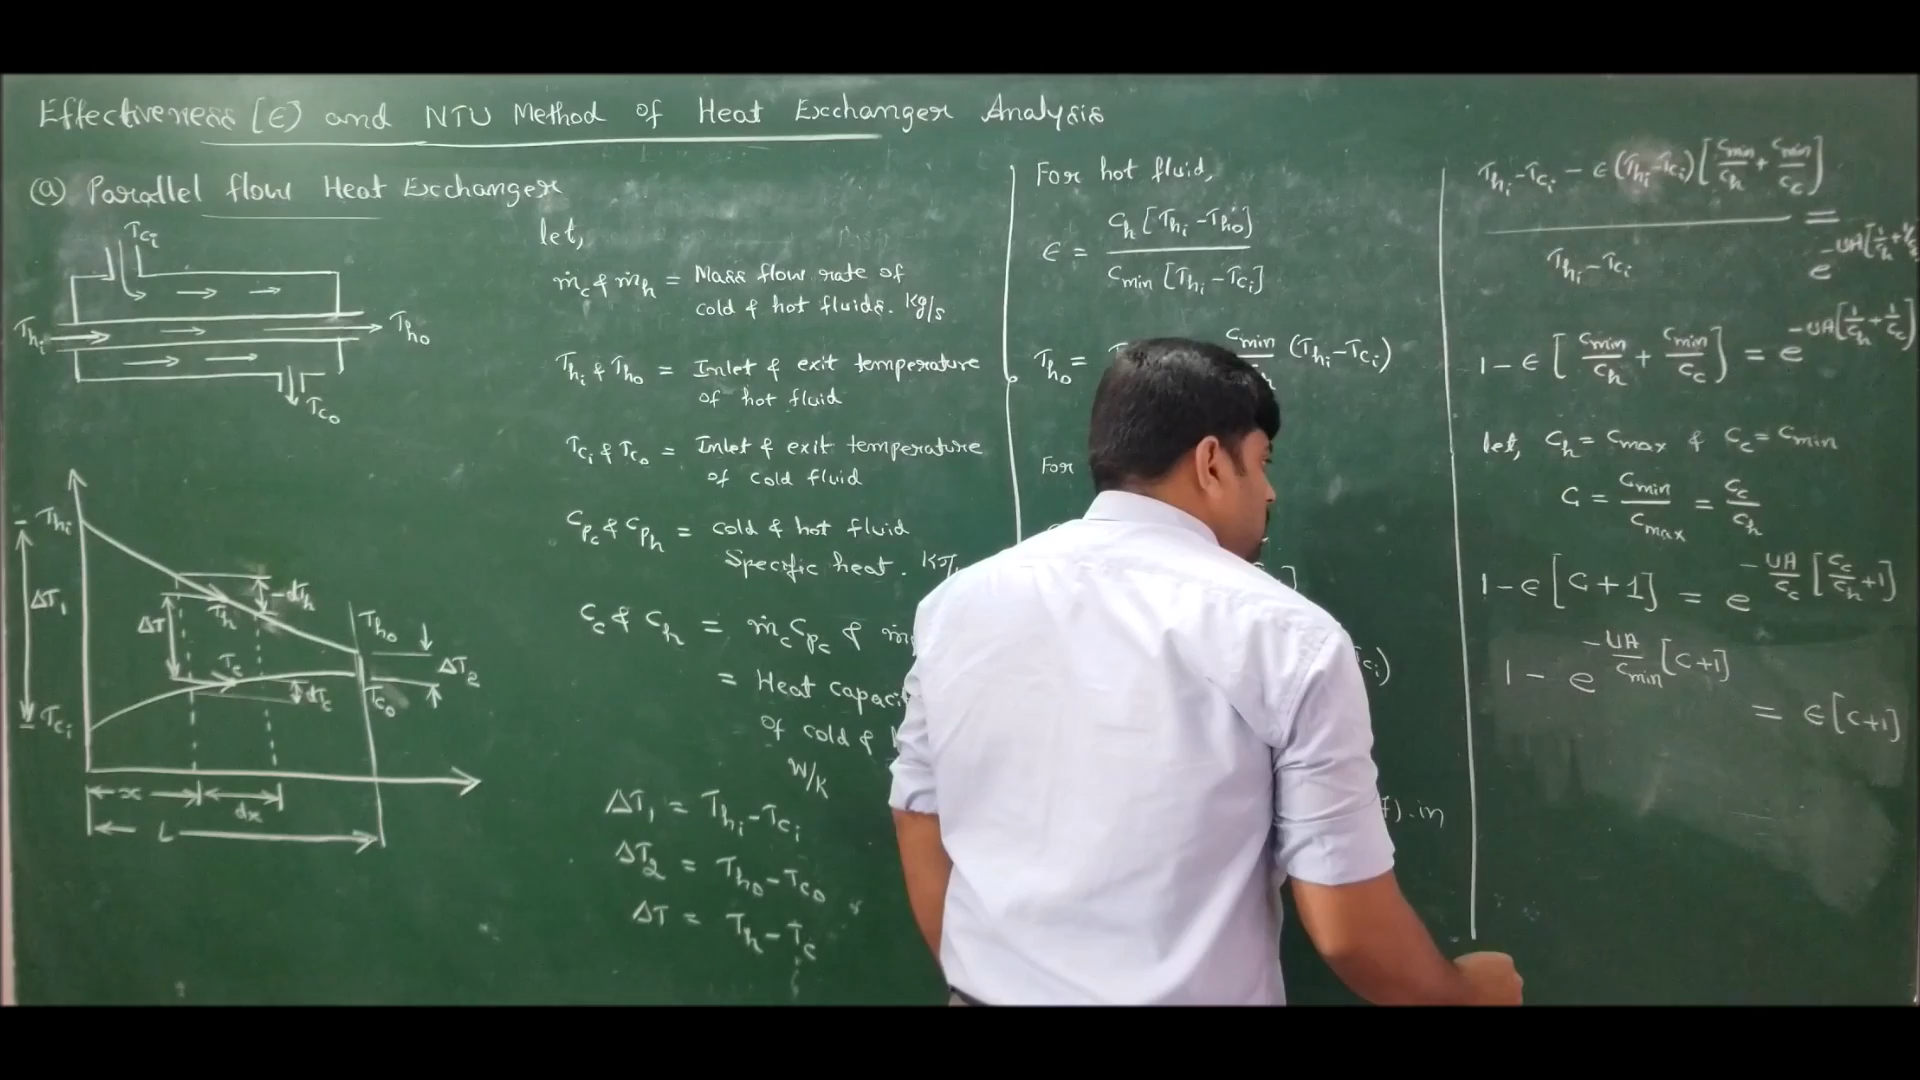 Effectiveness [ϵ] and NTU Method of Heat Exchanger Analysis
(a) Parallel flow Heat Exchanger
Tci
Thi
Tho
Tco
Thi
ΔT1
Tci
ΔT
Th
-dTh
Tc
dTc
Tho
ΔT2
Tco
x
dx
L
let,
ṁc & ṁh = Mass flow rate of
cold & hot fluids. Kg/s
Thi & Tho = Inlet & exit temperature
of hot fluid
Tci & Tco = Inlet & exit temperature
of cold fluid
Cpc & Cph = cold & hot fluid
Specific heat.
Cc & Ch = ṁc Cpc &
= Heat
of cold &
W/K
ΔT1 = Thi - Tci
ΔT2 = Tho - Tco
ΔT = Th - Tc
For hot fluid,
ϵ = Ch [Thi - Tho] / Cmin [Thi - Tci]
Tho =
Cmin (Thi - Tci)
For
in
Thi - Tci - ϵ (Thi - Tci) [Cmin/Ch + Cmin/Cc] / Thi - Tci = e^-UA[1/Ch + 1/Cc]
1 - ϵ [Cmin/Ch + Cmin/Cc] = e^-UA[1/Ch + 1/Cc]
let, Ch = Cmax & Cc = Cmin
C = Cmin/Cmax = Cc/Ch
1 - ϵ [C + 1] = e^-UA/Cc [Cc/Ch + 1]
1 - e^-UA/Cmin [C+1]
= ϵ [C+1]